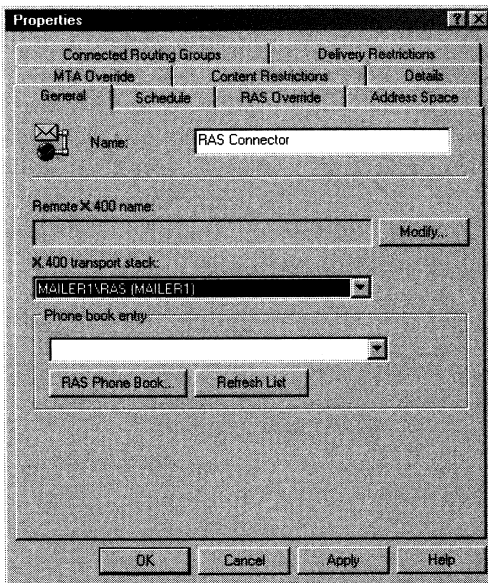 Properties
Connected Routing Groups Delivery Restrictions
MTA Override Content Restrictions Details
General Schedule RAS Override Address Space
Name: RAS Connector
Remote X.400 name:
Modify...
X.400 transport stack:
MAILER1\RAS (MAILER1)
Phone book entry
RAS Phone Book... Refresh List
OK Cancel Apply Help